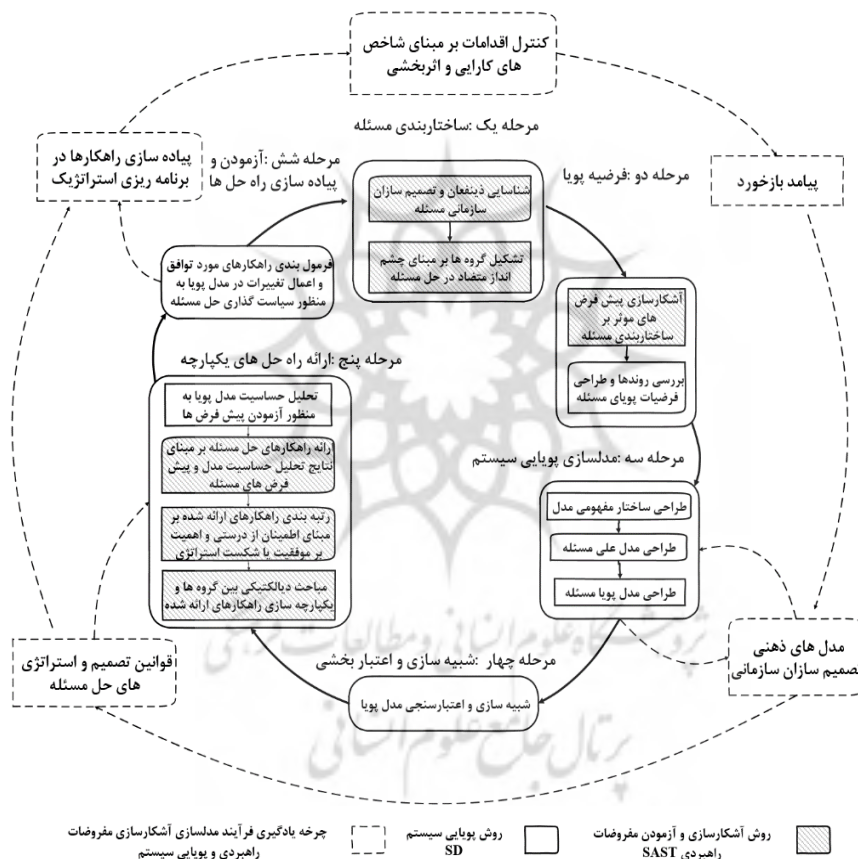 کنترل اقدامات بر مبنای شاخص
های کارایی و اثربخشی
پیامد بازخورد
مدل های ذهنی
تصمیم سازان سازمانی
قوانین تصمیم و استراتژی
های حل مسئله
پیاده سازی راهکارها در
برنامه ریزی استراتژیک
مرحله یک :ساختاربندی مسئله
شناسایی ذینفعان و تصمیم سازان
سازمانی مسئله
تشکیل گروه ها بر مبنای چشم
انداز متضاد در حل مسئله
مرحله دو :فرضیه پویا
آشکارسازی پیش فرض
های موثر بر
ساختاربندی مسئله
بررسی روندها و طراحی
فرضیات پویای مسئله
مرحله سه :مدلسازی پویایی سیستم
طراحی ساختار مفهومی مدل
طراحی مدل علی مسئله
طراحی مدل پویا مسئله
مرحله چهار :شبیه سازی و اعتبار بخشی
شبیه سازی و اعتبارسنجی مدل پویا
مرحله پنج :ارائه راه حل های یکپارچه
تحلیل حساسیت مدل پویا به
منظور آزمودن پیش فرض ها
ارائه راهکارهای حل مسئله بر مبنای
نتایج تحلیل حساسیت مدل و پیش
فرض های مسئله
رتبه بندی راهکارهای ارائه شده بر
مبنای اطمینان از درستی و اهمیت
بر موفقیت یا شکست استراتژی
مباحث دیالکتیکی بین گروه ها و
یکپارچه سازی راهکارهای ارائه شده
مرحله شش :آزمودن و
پیاده سازی راه حل ها
فرمول بندی راهکارهای مورد توافق
و اعمال تغییرات در مدل پویا به
منظور سیاست گذاری حل مسئله
پژوهشگاه علوم انسانی و مطالعات فرهنگی
پرتال جامع علوم انسانی
روش آشکارسازی و آزمودن مفروضات
راهبردی SAST
روش پویایی سیستم
SD
چرخه یادگیری فرآیند مدلسازی آشکارسازی مفروضات
راهبردی و پویایی سیستم